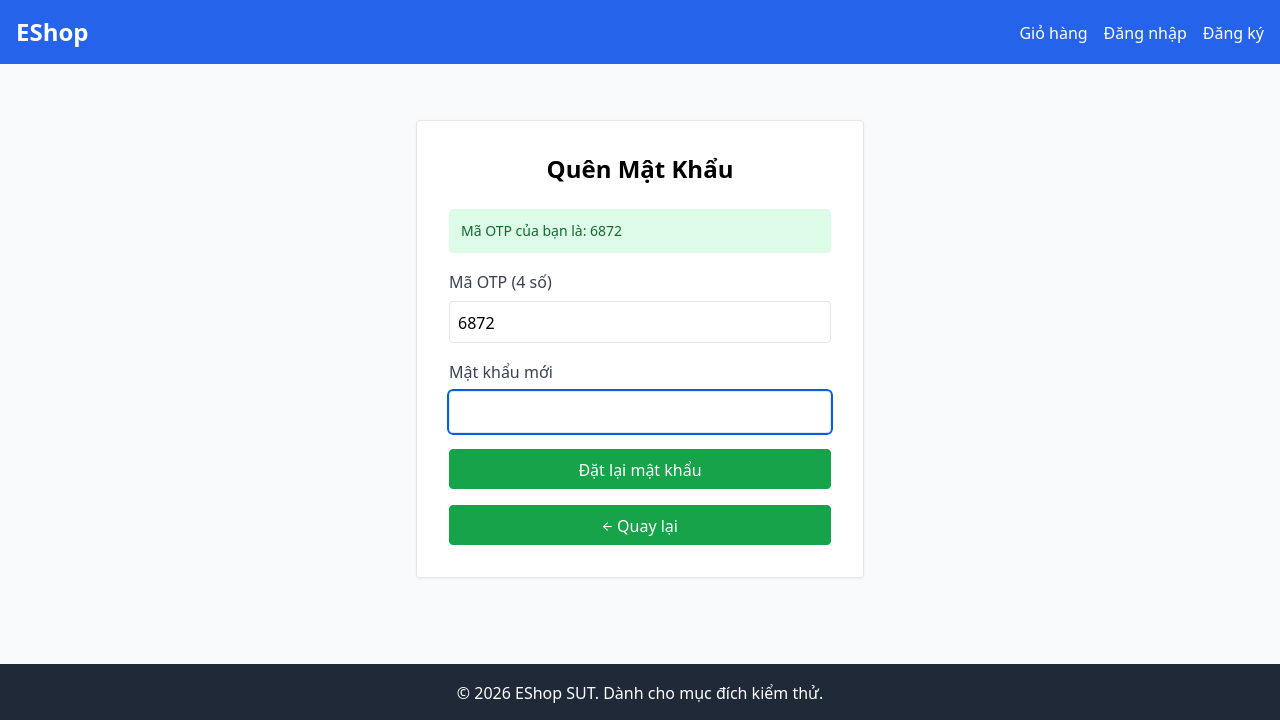 EShop
Giỏ hàng
Đăng nhập
Đăng ký
Quên Mật Khẩu
Mã OTP của bạn là: 6872
Mã OTP (4 số)
6872
Mật khẩu mới
Đặt lại mật khẩu
← Quay lại
© 2026 EShop SUT. Dành cho mục đích kiểm thử.